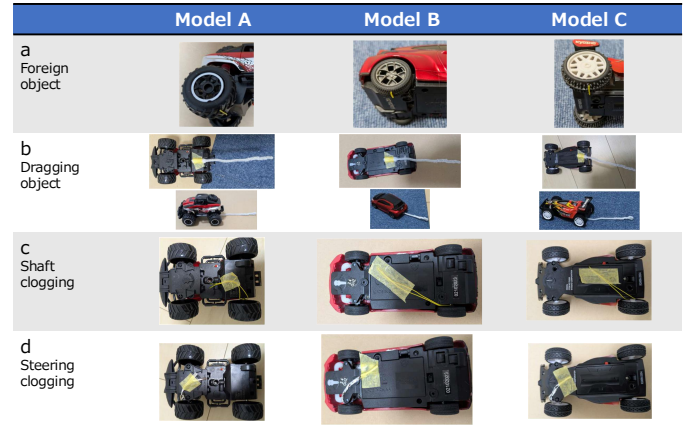 Model A
Model B
Model C
a
Foreign
object
b
Dragging
object
c
Shaft
clogging
d
Steering
clogging